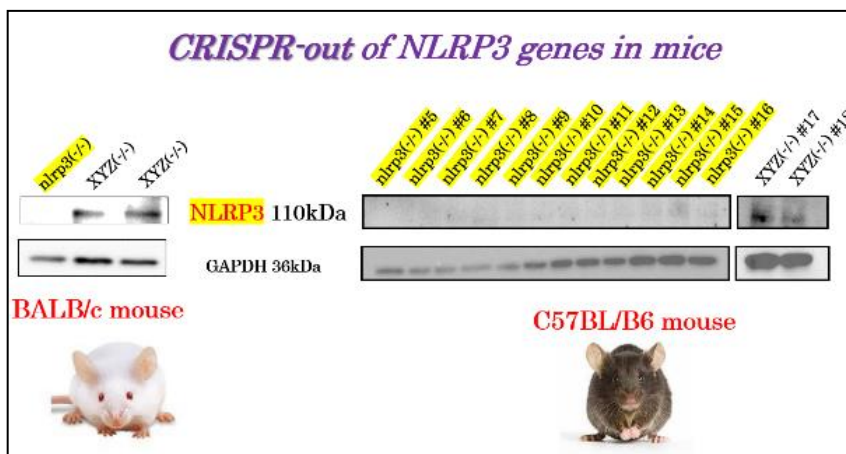 CRISPR-out of NLRP3 genes in mice
nlrp3(-/-)
XYZ(-/-)
XYZ(-/-)
nlrp3(-/-) #5
nlrp3(-/-) #6
nlrp3(-/-) #7
nlrp3(-/-) #8
nlrp3(-/-) #9
nlrp3(-/-) #10
nlrp3(-/-) #11
nlrp3(-/-) #12
nlrp3(-/-) #13
nlrp3(-/-) #14
nlrp3(-/-) #15
nlrp3(-/-) #16
XYZ(-/-) #17
XYZ(-/-) #18
NLRP3 110kDa
GAPDH 36kDa
BALB/c mouse
C57BL/B6 mouse